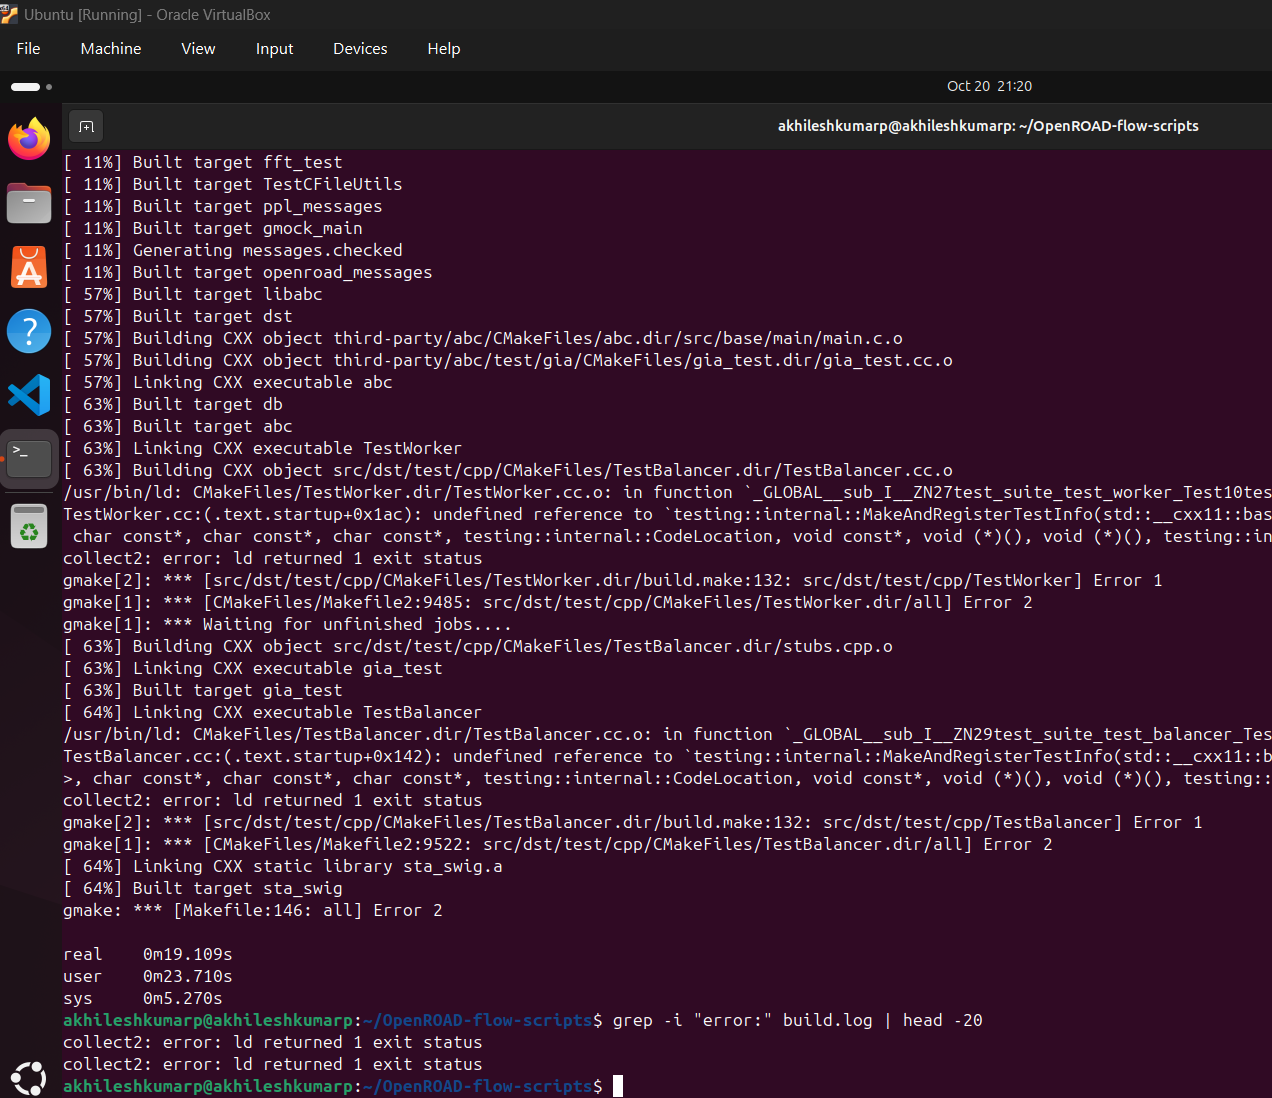 Ubuntu [Running] - Oracle VirtualBox
File Machine View Input Devices Help
Oct 20 21:20
akhileshkumarp@akhileshkumarp: ~/OpenROAD-flow-scripts
[ 11%] Built target fft_test
[ 11%] Built target TestCFileUtils
[ 11%] Built target ppl_messages
[ 11%] Built target gmock_main
[ 11%] Generating messages.checked
[ 11%] Built target openroad_messages
[ 57%] Built target libabc
[ 57%] Built target dst
[ 57%] Building CXX object third-party/abc/CMakeFiles/abc.dir/src/base/main/main.c.o
[ 57%] Building CXX object third-party/abc/test/gia/CMakeFiles/gia_test.dir/gia_test.cc.o
[ 57%] Linking CXX executable abc
[ 63%] Built target db
[ 63%] Built target abc
[ 63%] Linking CXX executable TestWorker
[ 63%] Building CXX object src/dst/test/cpp/CMakeFiles/TestBalancer.dir/TestBalancer.cc.o
/usr/bin/ld: CMakeFiles/TestWorker.dir/TestWorker.cc.o: in function `_GLOBAL__sub_I__ZN27test_suite_test_worker_Test10tes
TestWorker.cc:(.text.startup+0x1ac): undefined reference to `testing::internal::MakeAndRegisterTestInfo(std::__cxx11::bas
 char const*, char const*, char const*, testing::internal::CodeLocation, void const*, void (*)(), void (*)(), testing::in
collect2: error: ld returned 1 exit status
gmake[2]: *** [src/dst/test/cpp/CMakeFiles/TestWorker.dir/build.make:132: src/dst/test/cpp/TestWorker] Error 1
gmake[1]: *** [CMakeFiles/Makefile2:9485: src/dst/test/cpp/CMakeFiles/TestWorker.dir/all] Error 2
gmake[1]: *** Waiting for unfinished jobs....
[ 63%] Building CXX object src/dst/test/cpp/CMakeFiles/TestBalancer.dir/stubs.cpp.o
[ 63%] Linking CXX executable gia_test
[ 63%] Built target gia_test
[ 64%] Linking CXX executable TestBalancer
/usr/bin/ld: CMakeFiles/TestBalancer.dir/TestBalancer.cc.o: in function `_GLOBAL__sub_I__ZN29test_suite_test_balancer_Tes
TestBalancer.cc:(.text.startup+0x142): undefined reference to `testing::internal::MakeAndRegisterTestInfo(std::__cxx11::b
>, char const*, char const*, char const*, testing::internal::CodeLocation, void const*, void (*)(), void (*)(), testing::
collect2: error: ld returned 1 exit status
gmake[2]: *** [src/dst/test/cpp/CMakeFiles/TestBalancer.dir/build.make:132: src/dst/test/cpp/TestBalancer] Error 1
gmake[1]: *** [CMakeFiles/Makefile2:9522: src/dst/test/cpp/CMakeFiles/TestBalancer.dir/all] Error 2
[ 64%] Linking CXX static library sta_swig.a
[ 64%] Built target sta_swig
gmake: *** [Makefile:146: all] Error 2
real 0m19.109s
user 0m23.710s
sys 0m5.270s
akhileshkumarp@akhileshkumarp:~/OpenROAD-flow-scripts$ grep -i "error:" build.log | head -20
collect2: error: ld returned 1 exit status
collect2: error: ld returned 1 exit status
akhileshkumarp@akhileshkumarp:~/OpenROAD-flow-scripts$